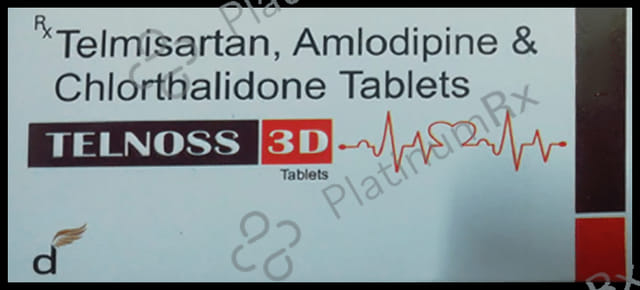 Rx Telmisartan, Amlodipine &
Chlorthalidone Tablets
TELNOSS 3D
Tablets
d
PlatinumRx